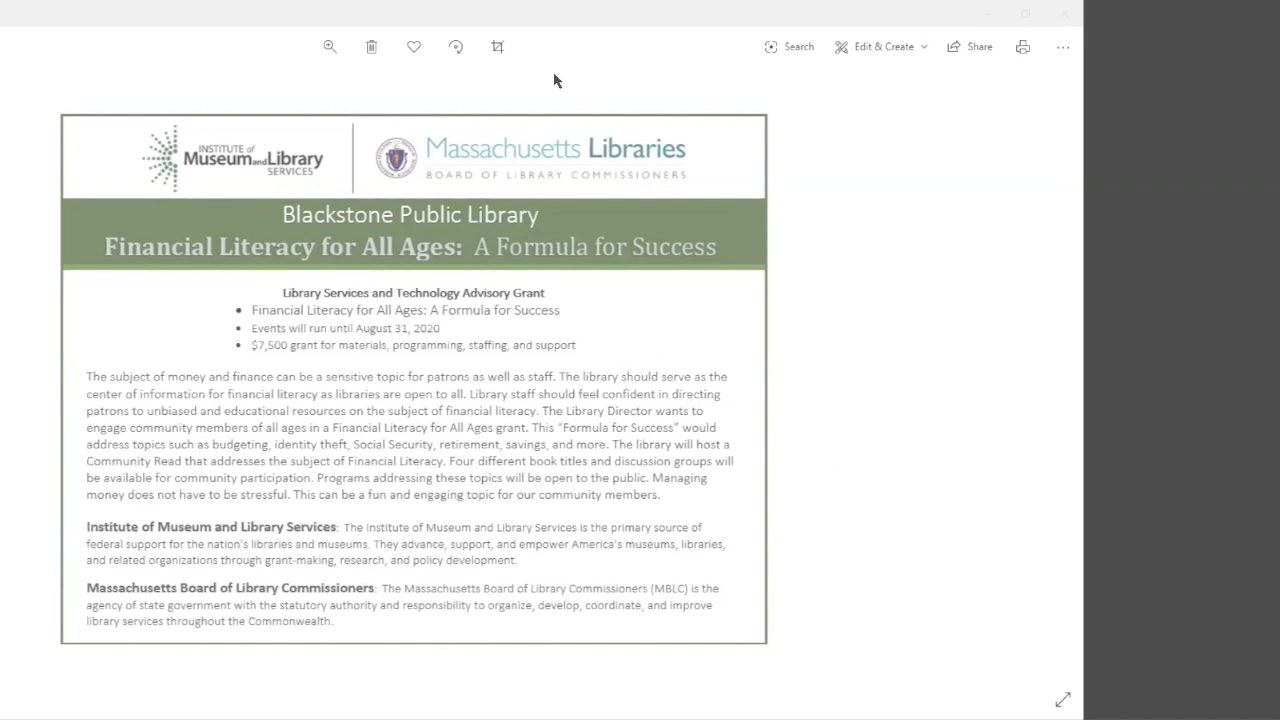 Search
Edit & Create
Share
INSTITUTE of
Museum and Library
SERVICES
Massachusetts Libraries
BOARD OF LIBRARY COMMISSIONERS
Blackstone Public Library
Financial Literacy for All Ages: A Formula for Success
Library Services and Technology Advisory Grant
• Financial Literacy for All Ages: A Formula for Success
• Events will run until August 31, 2020
• $7,500 grant for materials, programming, staffing, and support
The subject of money and finance can be a sensitive topic for patrons as well as staff. The library should serve as the
center of information for financial literacy as libraries are open to all. Library staff should feel confident in directing
patrons to unbiased and educational resources on the subject of financial literacy. The Library Director wants to
engage community members of all ages in a Financial Literacy for All Ages grant. This “Formula for Success” would
address topics such as budgeting, identity theft, Social Security, retirement, savings, and more. The library will host a
Community Read that addresses the subject of Financial Literacy. Four different book titles and discussion groups will
be available for community participation. Programs addressing these topics will be open to the public. Managing
money does not have to be stressful. This can be a fun and engaging topic for our community members.
Institute of Museum and Library Services: The Institute of Museum and Library Services is the primary source of
federal support for the nation's libraries and museums. They advance, support, and empower America's museums, libraries,
and related organizations through grant-making, research, and policy development.
Massachusetts Board of Library Commissioners: The Massachusetts Board of Library Commissioners (MBLC) is the
agency of state government with the statutory authority and responsibility to organize, develop, coordinate, and improve
library services throughout the Commonwealth.